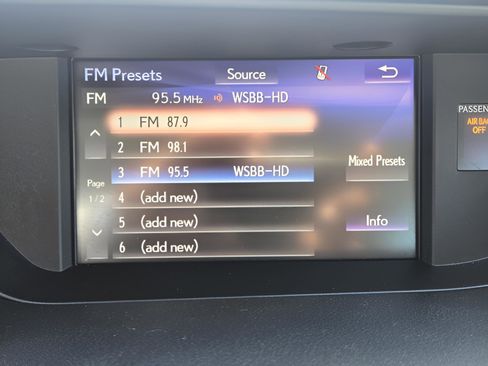 FM Presets Source
FM 95.5 MHz WSBB-HD
1 FM 87.9
2 FM 98.1
3 FM 95.5 WSBB-HD
4 (add new)
5 (add new)
6 (add new)
Page
1/2
Mixed Presets
Info
PASSEN
AIR BAG
OFF